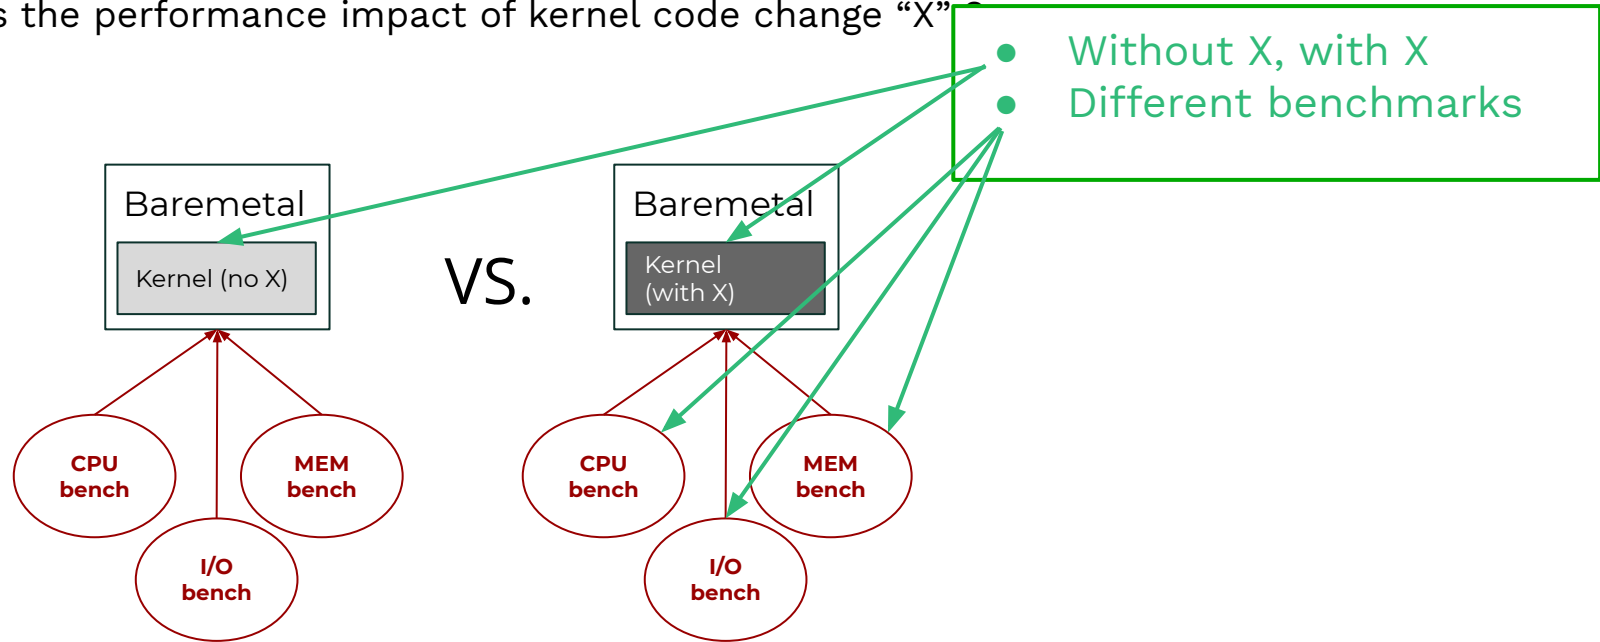 s the performance impact of kernel code change “X”
● Without X, with X
● Different benchmarks
Baremetal
Kernel (no X)
VS.
Baremetal
Kernel
(with X)
CPU
bench
MEM
bench
I/O
bench
CPU
bench
MEM
bench
I/O
bench